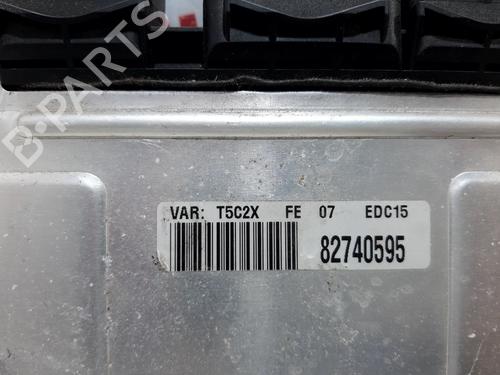 B-PARTS
VAR: T5C2X FE 07 EDC15
82740595